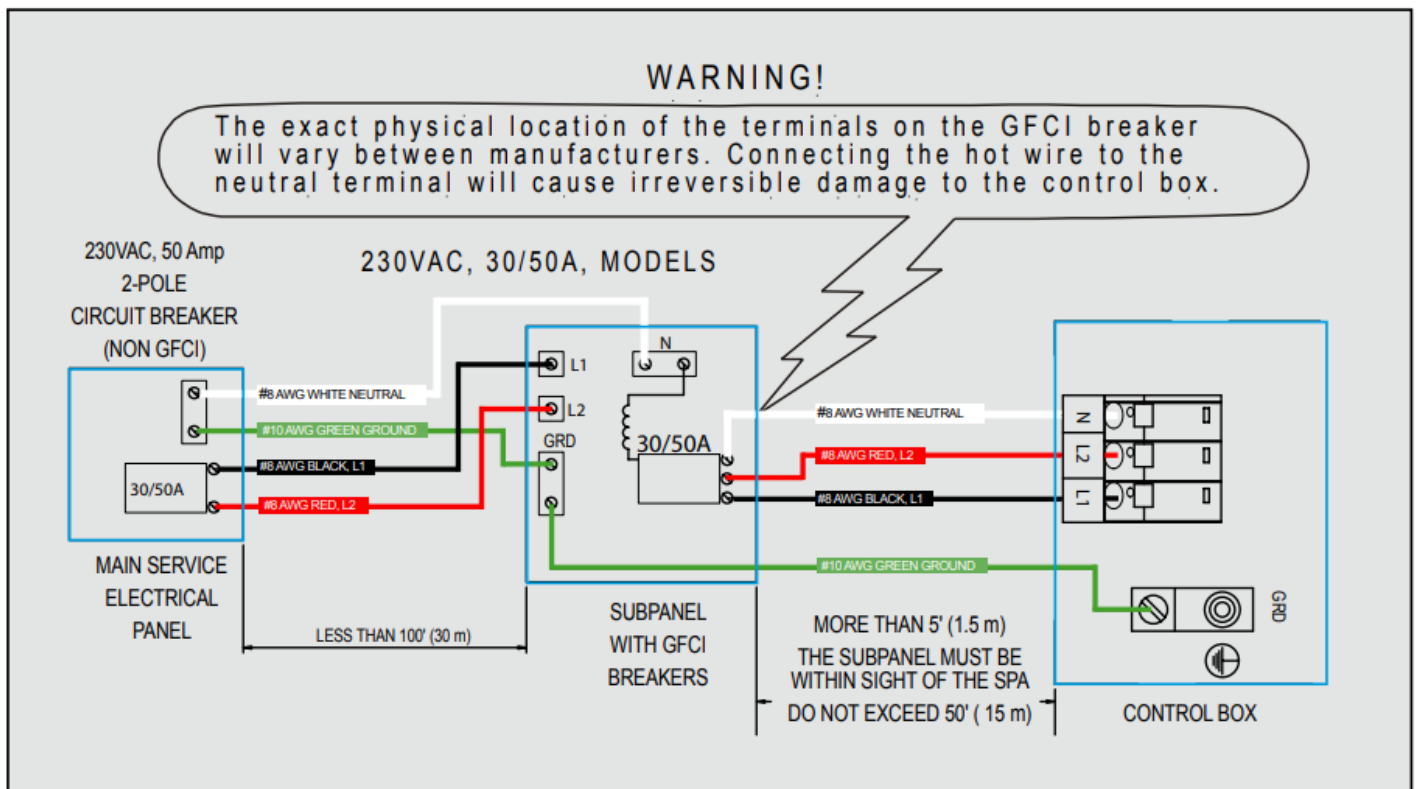 WARNING!
The exact physical location of the terminals on the GFCI breaker
will vary between manufacturers. Connecting the hot wire to the
neutral terminal will cause irreversible damage to the control box.
230VAC, 50 Amp
2-POLE
CIRCUIT BREAKER
(NON GFCI)
230VAC, 30/50A, MODELS
#8 AWG WHITE NEUTRAL
#10 AWG GREEN GROUND
#8 AWG BLACK, L1
#8 AWG RED, L2
30/50A
MAIN SERVICE
ELECTRICAL
PANEL
LESS THAN 100' (30 m)
L1
L2
GRD
N
30/50A
SUBPANEL
WITH GFCI
BREAKERS
#8 AWG WHITE NEUTRAL
#8 AWG RED, L2
#8 AWG BLACK, L1
#10 AWG GREEN GROUND
MORE THAN 5' (1.5 m)
THE SUBPANEL MUST BE
WITHIN SIGHT OF THE SPA
DO NOT EXCEED 50' ( 15 m)
N
L2
L1
GRD
CONTROL BOX